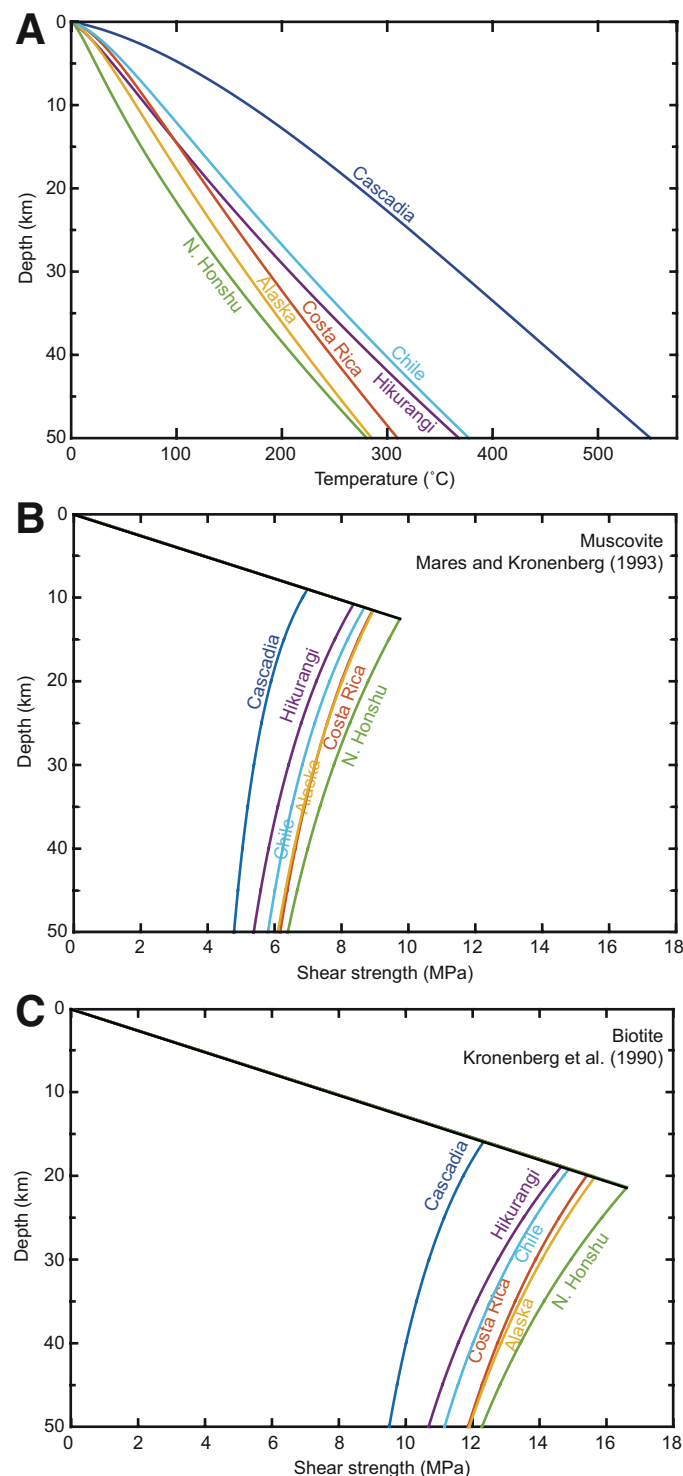 A
0
10
20
30
40
50
Depth (km)
Cascadia
N. Honshu
Alaska
Costa Rica
Chile
Hikurangi
0
100
200
300
400
500
Temperature (˚C)
B
Muscovite
Mares and Kronenberg (1993)
0
10
20
30
40
50
Depth (km)
Cascadia
Hikurangi
Chile
Alaska
Costa Rica
N. Honshu
0
2
4
6
8
10
12
14
16
18
Shear strength (MPa)
C
Biotite
Kronenberg et al. (1990)
0
10
20
30
40
50
Depth (km)
Cascadia
Hikurangi
Chile
Costa Rica
Alaska
N. Honshu
0
2
4
6
8
10
12
14
16
18
Shear strength (MPa)